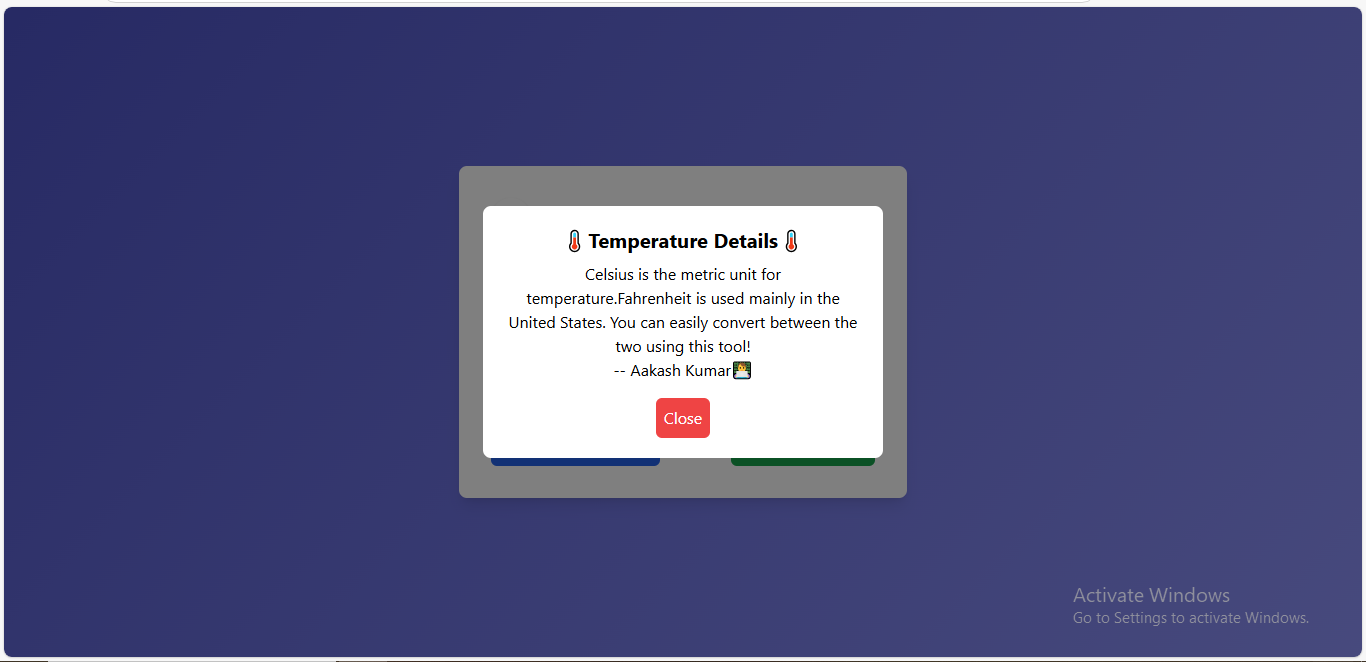 🌡️ Temperature Details 🌡️
Celsius is the metric unit for
temperature.Fahrenheit is used mainly in the
United States. You can easily convert between the
two using this tool!
-- Aakash Kumar👨‍💻
Close
Activate Windows
Go to Settings to activate Windows.